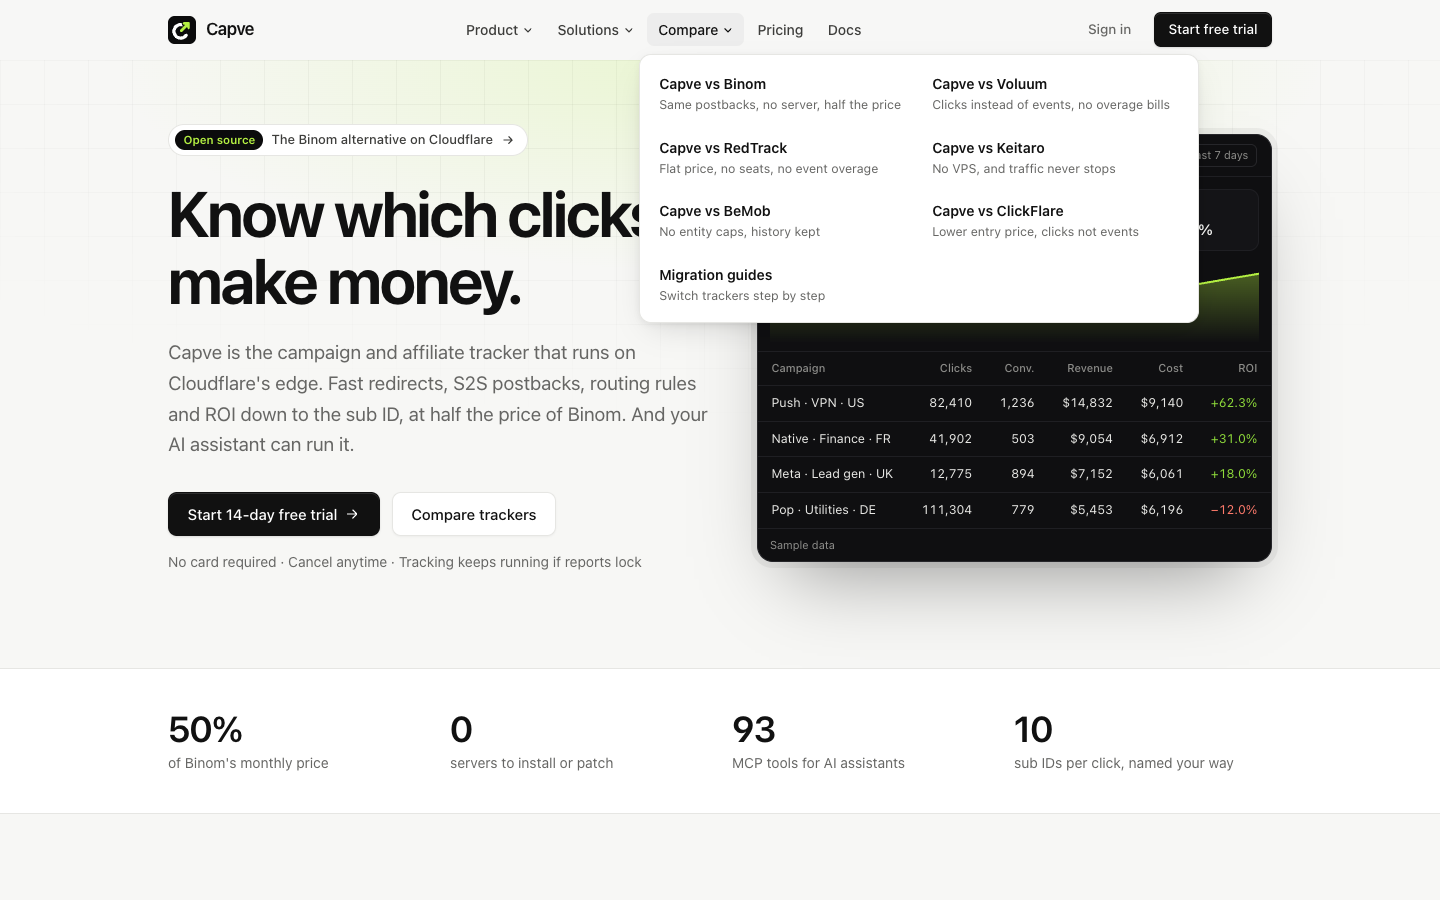 Capve
Product
Solutions
Compare
Pricing
Docs
Sign in
Start free trial
Capve vs Binom
Same postbacks, no server, half the price
Capve vs Voluum
Clicks instead of events, no overage bills
Capve vs RedTrack
Flat price, no seats, no event overage
Capve vs Keitaro
No VPS, and traffic never stops
Capve vs BeMob
No entity caps, history kept
Capve vs ClickFlare
Lower entry price, clicks not events
Migration guides
Switch trackers step by step
Open source The Binom alternative on Cloudflare →
Know which clicks
make money.
Capve is the campaign and affiliate tracker that runs on
Cloudflare's edge. Fast redirects, S2S postbacks, routing rules
and ROI down to the sub ID, at half the price of Binom. And your
AI assistant can run it.
Start 14-day free trial →
Compare trackers
No card required · Cancel anytime · Tracking keeps running if reports lock
7 days
%
Campaign Clicks Conv. Revenue Cost ROI
Push · VPN · US 82,410 1,236 $14,832 $9,140 +62.3%
Native · Finance · FR 41,902 503 $9,054 $6,912 +31.0%
Meta · Lead gen · UK 12,775 894 $7,152 $6,061 +18.0%
Pop · Utilities · DE 111,304 779 $5,453 $6,196 −12.0%
Sample data
50%
of Binom's monthly price
0
servers to install or patch
93
MCP tools for AI assistants
10
sub IDs per click, named your way